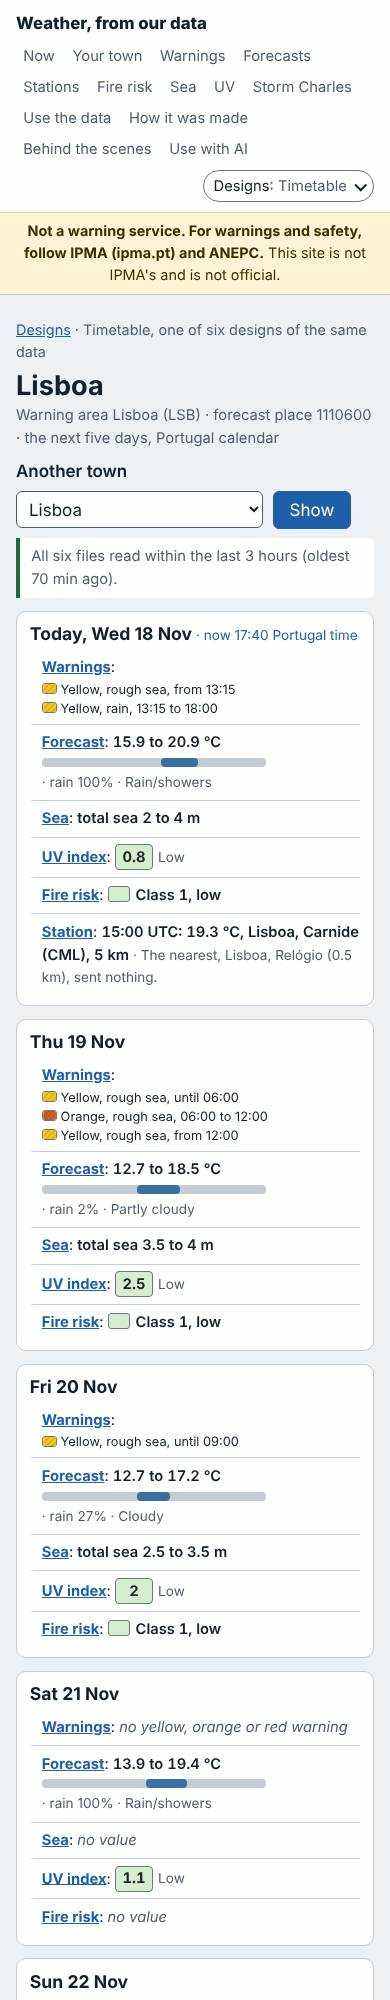 Weather, from our data
Now Your town Warnings Forecasts
Stations Fire risk Sea UV Storm Charles
Use the data How it was made
Behind the scenes Use with AI
Designs: Timetable
Not a warning service. For warnings and safety,
follow IPMA (ipma.pt) and ANEPC. This site is not
IPMA's and is not official.
Designs · Timetable, one of six designs of the same
data
Lisboa
Warning area Lisboa (LSB) · forecast place 1110600
· the next five days, Portugal calendar
Another town
Lisboa Show
All six files read within the last 3 hours (oldest
70 min ago).
Today, Wed 18 Nov · now 17:40 Portugal time
Warnings:
Yellow, rough sea, from 13:15
Yellow, rain, 13:15 to 18:00
Forecast: 15.9 to 20.9 °C
· rain 100% · Rain/showers
Sea: total sea 2 to 4 m
UV index: 0.8 Low
Fire risk: Class 1, low
Station: 15:00 UTC: 19.3 °C, Lisboa, Carnide
(CML), 5 km · The nearest, Lisboa, Relógio (0.5
km), sent nothing.
Thu 19 Nov
Warnings:
Yellow, rough sea, until 06:00
Orange, rough sea, 06:00 to 12:00
Yellow, rough sea, from 12:00
Forecast: 12.7 to 18.5 °C
· rain 2% · Partly cloudy
Sea: total sea 3.5 to 4 m
UV index: 2.5 Low
Fire risk: Class 1, low
Fri 20 Nov
Warnings:
Yellow, rough sea, until 09:00
Forecast: 12.7 to 17.2 °C
· rain 27% · Cloudy
Sea: total sea 2.5 to 3.5 m
UV index: 2 Low
Fire risk: Class 1, low
Sat 21 Nov
Warnings: no yellow, orange or red warning
Forecast: 13.9 to 19.4 °C
· rain 100% · Rain/showers
Sea: no value
UV index: 1.1 Low
Fire risk: no value
Sun 22 Nov